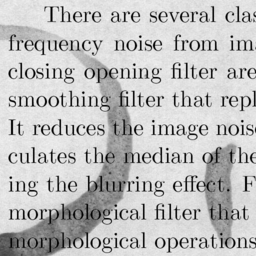 There are several clas
frequency noise from ima
closing opening filter are
smoothing filter that repl
It reduces the image nois
culates the median of the
ing the blurring effect. F
morphological filter that
morphological operations